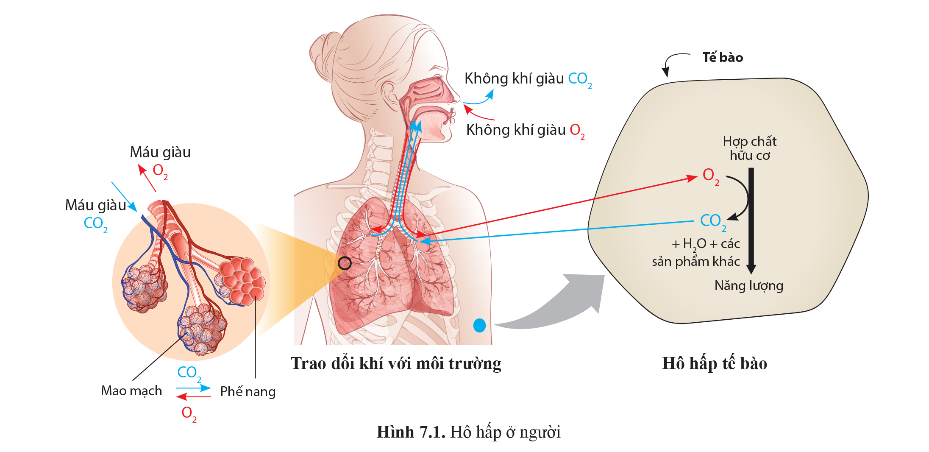 Máu giàu
O₂
Máu giàu
CO₂
Mao mạch
CO₂
O₂
Phế nang
Không khí giàu CO₂
Không khí giàu O₂
Trao dổi khí với môi trường
Tế bào
Hợp chất
hữu cơ
O₂
CO₂
+ H₂O + các
sản phẩm khác
Năng lượng
Hô hấp tế bào
Hình 7.1. Hô hấp ở người